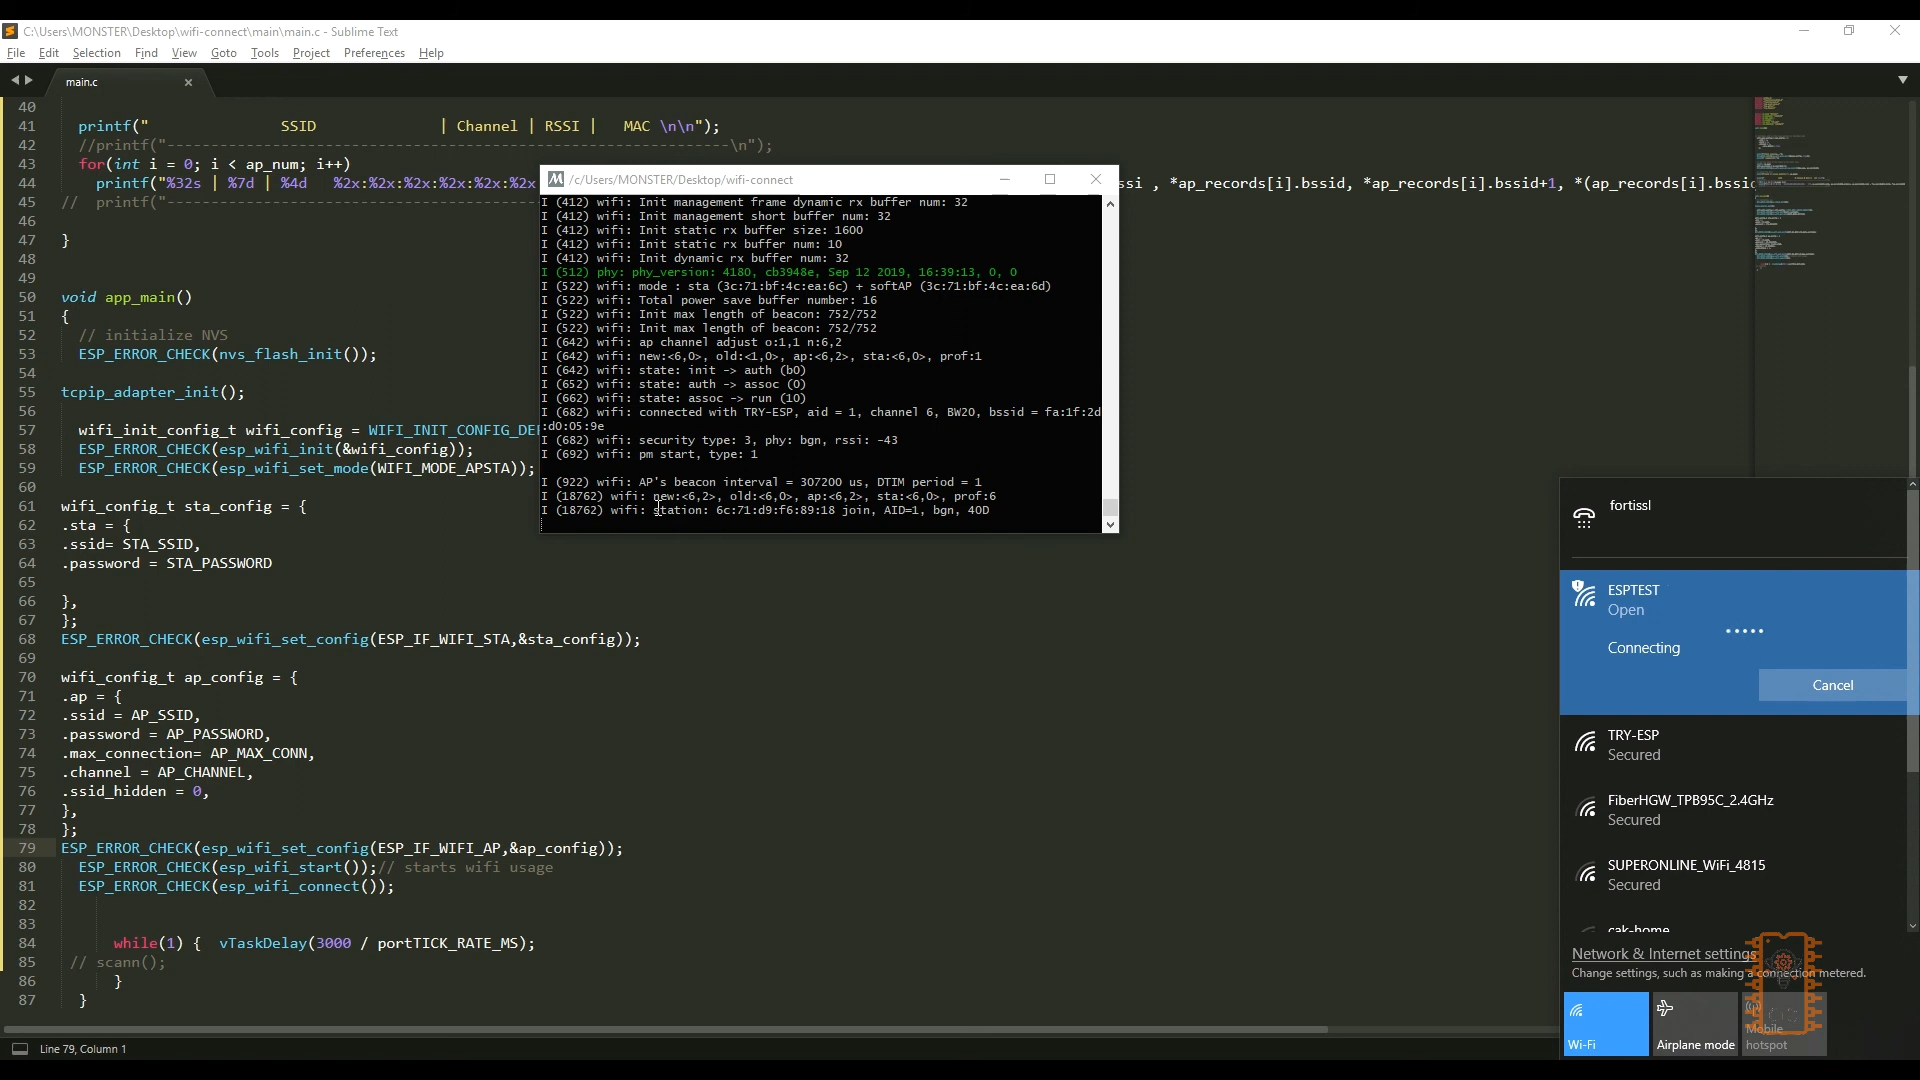 C:\Users\MONSTER\Desktop\wifi-connect\main\main.c - Sublime Text
File Edit Selection Find View Goto Tools Project Preferences Help
main.c
40
41 printf(" SSID | Channel | RSSI | MAC \n\n");
42 //printf("----------------------------------------------------------------\n");
43 for(int i = 0; i < ap_num; i++)
44 printf("%32s | %7d | %4d %2x:%2x:%2x:%2x:%2x:%2x ssi , *ap_records[i].bssid, *ap_records[i].bssid+1, *(ap_records[i].bssid
45 // printf("------------------------------------------
46
47 }
48
49
50 void app_main()
51 {
52 // initialize NVS
53 ESP_ERROR_CHECK(nvs_flash_init());
54
55 tcpip_adapter_init();
56
57 wifi_init_config_t wifi_config = WIFI_INIT_CONFIG_DEF
58 ESP_ERROR_CHECK(esp_wifi_init(&wifi_config));
59 ESP_ERROR_CHECK(esp_wifi_set_mode(WIFI_MODE_APSTA));
60
61 wifi_config_t sta_config = {
62 .sta = {
63 .ssid= STA_SSID,
64 .password = STA_PASSWORD
65
66 },
67 };
68 ESP_ERROR_CHECK(esp_wifi_set_config(ESP_IF_WIFI_STA,&sta_config));
69
70 wifi_config_t ap_config = {
71 .ap = {
72 .ssid = AP_SSID,
73 .password = AP_PASSWORD,
74 .max_connection= AP_MAX_CONN,
75 .channel = AP_CHANNEL,
76 .ssid_hidden = 0,
77 },
78 };
79 ESP_ERROR_CHECK(esp_wifi_set_config(ESP_IF_WIFI_AP,&ap_config));
80 ESP_ERROR_CHECK(esp_wifi_start());// starts wifi usage
81 ESP_ERROR_CHECK(esp_wifi_connect());
82
83
84 while(1) { vTaskDelay(3000 / portTICK_RATE_MS);
85 // scann();
86 }
87 }
Line 79, Column 1
/c/Users/MONSTER/Desktop/wifi-connect
I (412) wifi: Init management frame dynamic rx buffer num: 32
I (412) wifi: Init management short buffer num: 32
I (412) wifi: Init static rx buffer size: 1600
I (412) wifi: Init static rx buffer num: 10
I (412) wifi: Init dynamic rx buffer num: 32
I (512) phy: phy_version: 4180, cb3948e, Sep 12 2019, 16:39:13, 0, 0
I (522) wifi: mode : sta (3c:71:bf:4c:ea:6c) + softAP (3c:71:bf:4c:ea:6d)
I (522) wifi: Total power save buffer number: 16
I (522) wifi: Init max length of beacon: 752/752
I (522) wifi: Init max length of beacon: 752/752
I (642) wifi: ap channel adjust o:1,1 n:6,2
I (642) wifi: new:<6,0>, old:<1,0>, ap:<6,2>, sta:<6,0>, prof:1
I (642) wifi: state: init -> auth (b0)
I (652) wifi: state: auth -> assoc (0)
I (662) wifi: state: assoc -> run (10)
I (682) wifi: connected with TRY-ESP, aid = 1, channel 6, BW20, bssid = fa:1f:2d
:d0:05:9e
I (682) wifi: security type: 3, phy: bgn, rssi: -43
I (692) wifi: pm start, type: 1
I (922) wifi: AP's beacon interval = 307200 us, DTIM period = 1
I (18762) wifi: new:<6,2>, old:<6,0>, ap:<6,2>, sta:<6,0>, prof:6
I (18762) wifi: station: 6c:71:d9:f6:89:18 join, AID=1, bgn, 40D
fortissl
ESPTEST
Open
Connecting
Cancel
TRY-ESP
Secured
FiberHGW_TPB95C_2.4GHz
Secured
SUPERONLINE_WiFi_4815
Secured
cak-home
Network & Internet settings
Change settings, such as making a connection metered.
Wi-Fi
Airplane mode
Mobile
hotspot